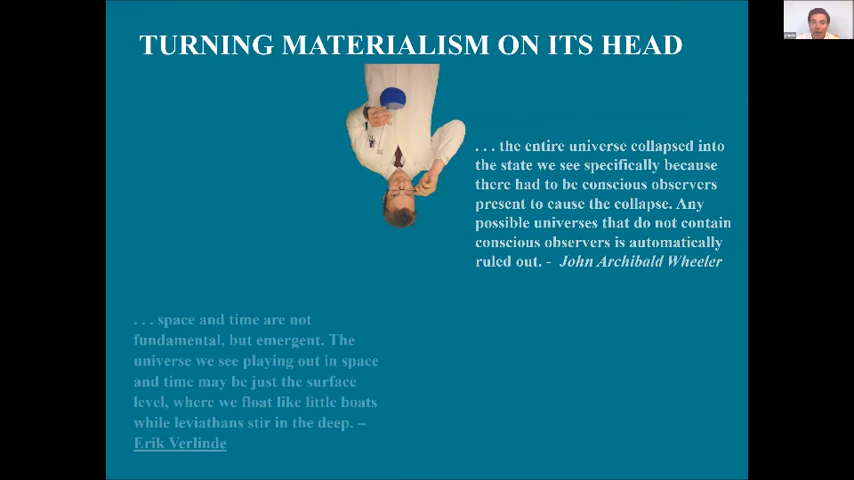 TURNING MATERIALISM ON ITS HEAD
. . . the entire universe collapsed into
the state we see specifically because
there had to be conscious observers
present to cause the collapse. Any
possible universes that do not contain
conscious observers is automatically
ruled out. - John Archibald Wheeler
. . . space and time are not
fundamental, but emergent. The
universe we see playing out in space
and time may be just the surface
level, where we float like little boats
while leviathans stir in the deep. –
Erik Verlinde